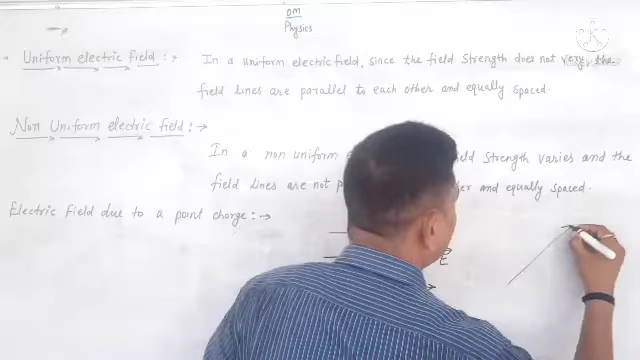 DM
Physics
Uniform electric field :→ In a uniform electric field, since the field strength does not very, the
field lines are parallel to each other and equally spaced.
Non Uniform electric field :→
In a non uniform field strength varies and the
field lines are not and equally spaced.
Electric field due to a point charge :→
E